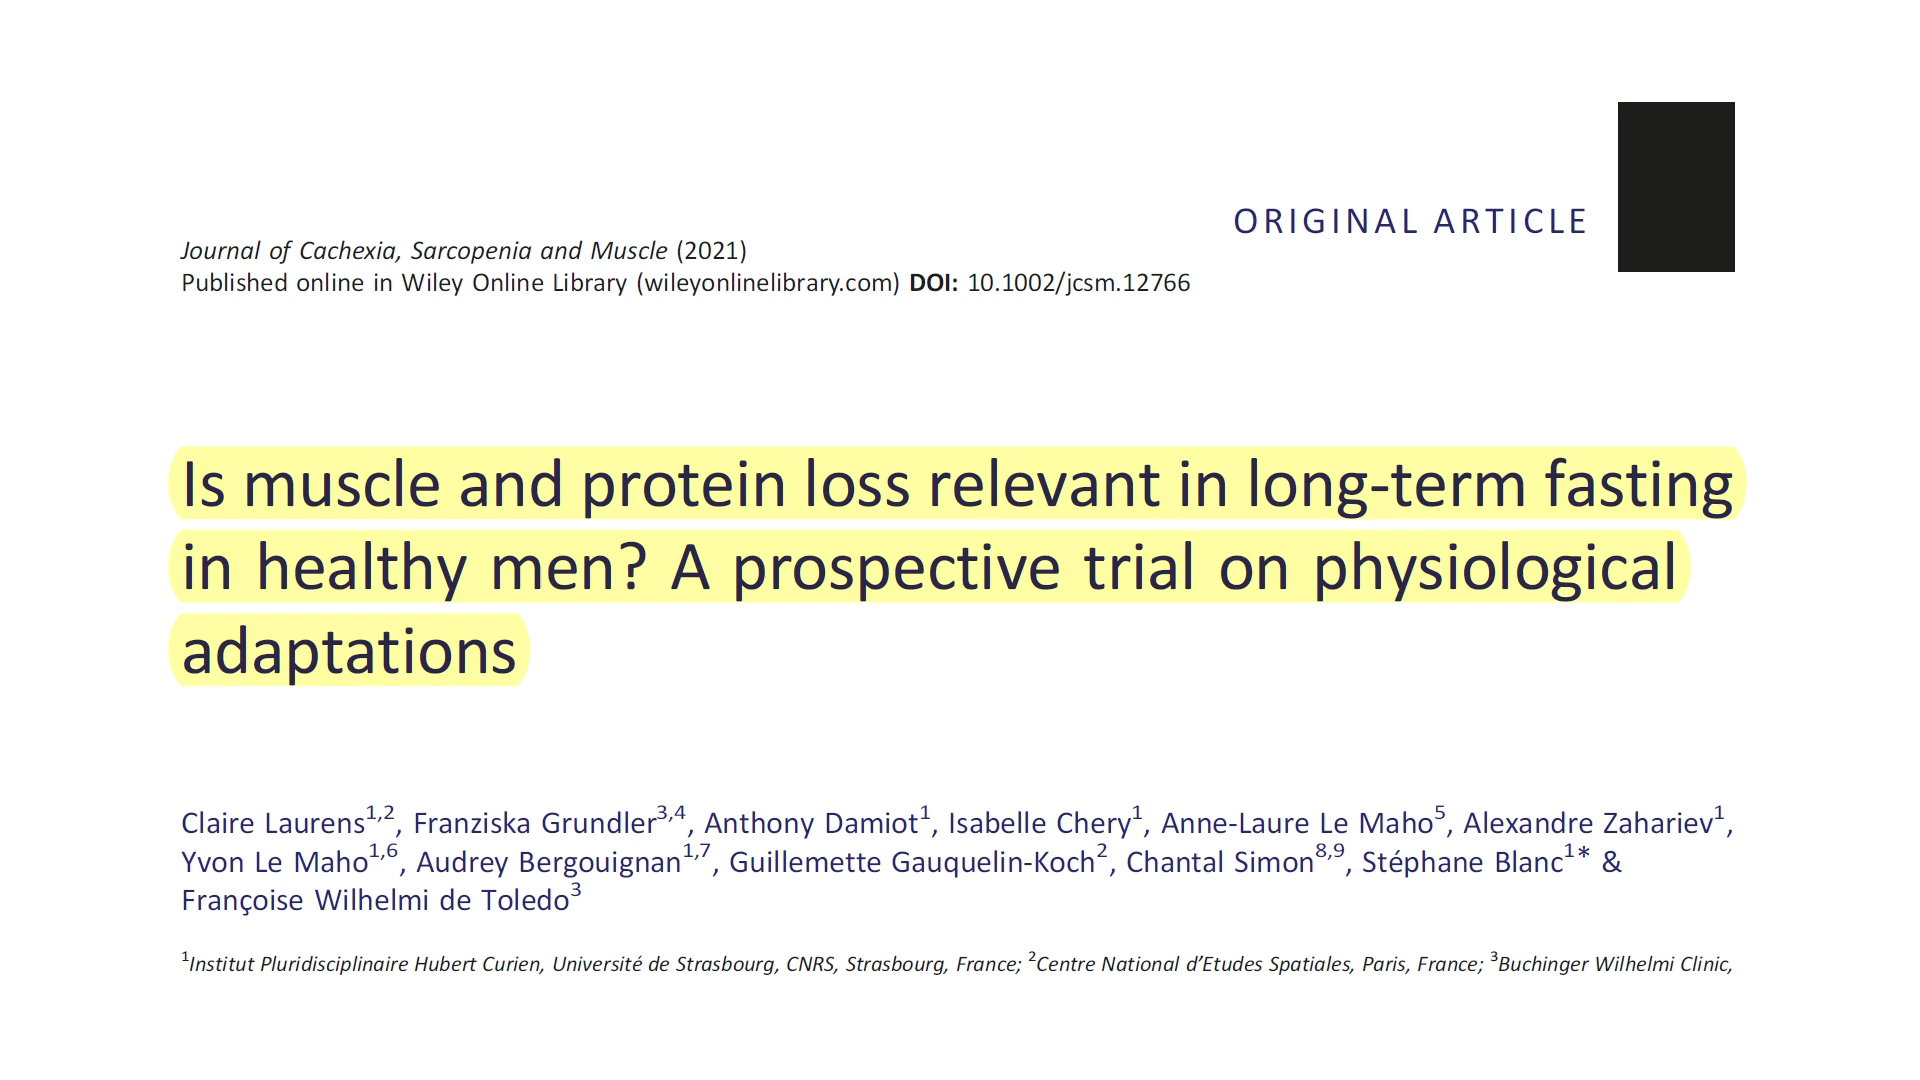 ORIGINAL ARTICLE
Journal of Cachexia, Sarcopenia and Muscle (2021)
Published online in Wiley Online Library (wileyonlinelibrary.com) DOI: 10.1002/jcsm.12766
Is muscle and protein loss relevant in long-term fasting
in healthy men? A prospective trial on physiological
adaptations
Claire Laurens1,2, Franziska Grundler3,4, Anthony Damiot1, Isabelle Chery1, Anne-Laure Le Maho5, Alexandre Zahariev1,
Yvon Le Maho1,6, Audrey Bergouignan1,7, Guillemette Gauquelin-Koch2, Chantal Simon8,9, Stéphane Blanc1* &
Françoise Wilhelmi de Toledo3
1Institut Pluridisciplinaire Hubert Curien, Université de Strasbourg, CNRS, Strasbourg, France; 2Centre National d’Etudes Spatiales, Paris, France; 3Buchinger Wilhelmi Clinic,